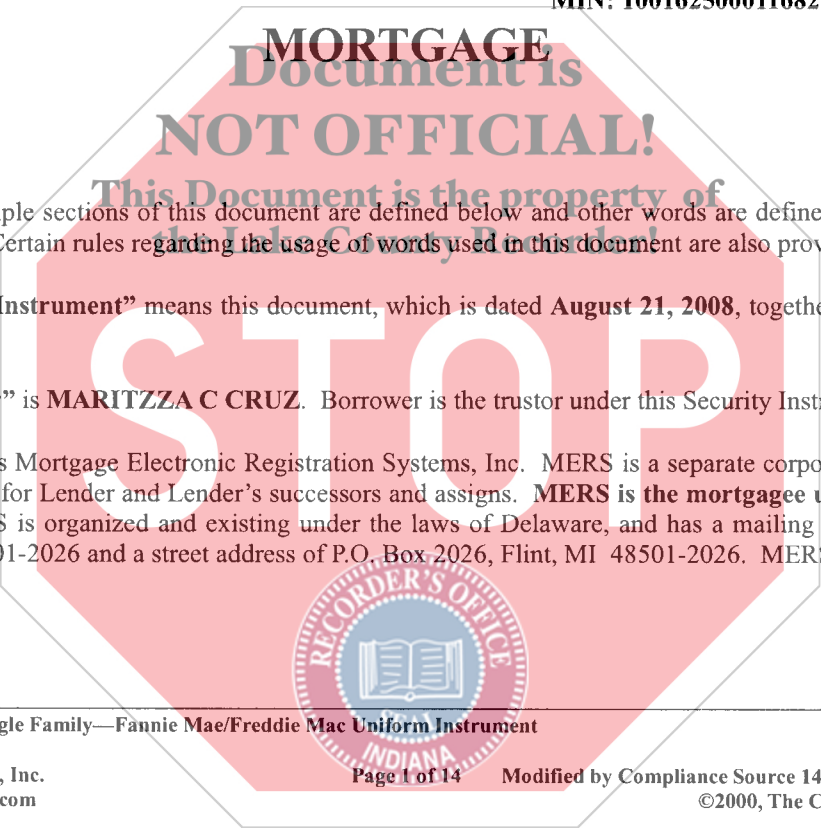 MORTGAGE
Document is
NOT OFFICIAL!
This Document is the property of
the Lake County Recorder!
ple sections of this document are defined below and other words are define
Certain rules regarding the usage of words used in this document are also prov
Instrument” means this document, which is dated August 21, 2008, togethe
” is MARITZZA C CRUZ. Borrower is the trustor under this Security Inst
STOP
s Mortgage Electronic Registration Systems, Inc. MERS is a separate corpo
for Lender and Lender’s successors and assigns. MERS is the mortgagee u
S is organized and existing under the laws of Delaware, and has a mailing
01-2026 and a street address of P.O. Box 2026, Flint, MI 48501-2026. MERS
RECORDER'S OFFICE
SEAL
INDIANA
gle Family—Fannie Mae/Freddie Mac Uniform Instrument
, Inc.
Page 1 of 14
Modified by Compliance Source 14
com
©2000, The C